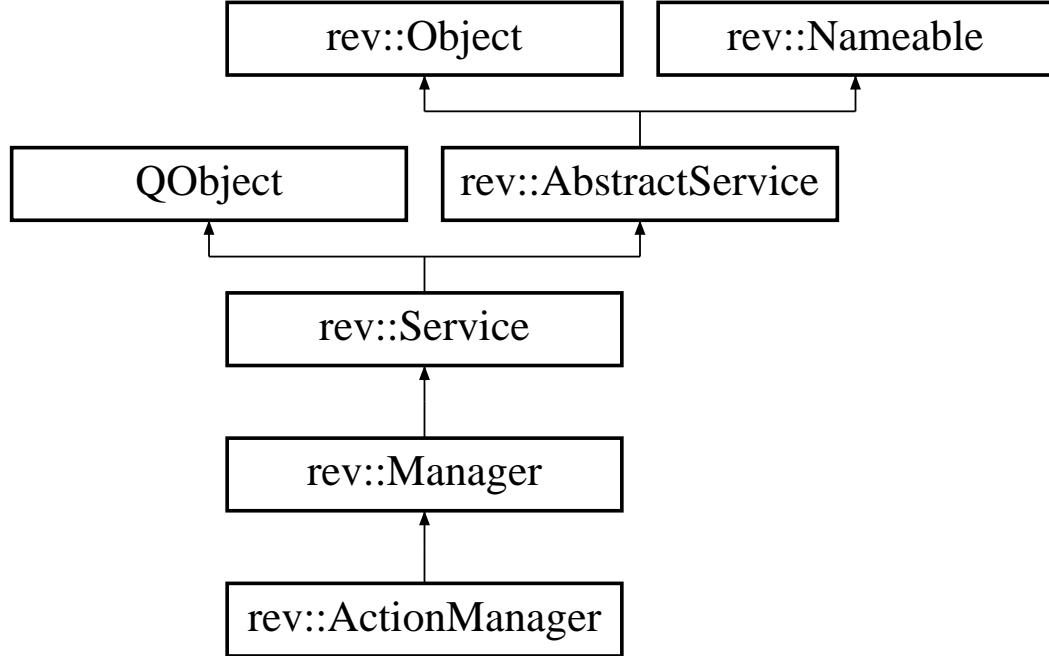 rev::Object
rev::Nameable
QObject
rev::AbstractService
rev::Service
rev::Manager
rev::ActionManager